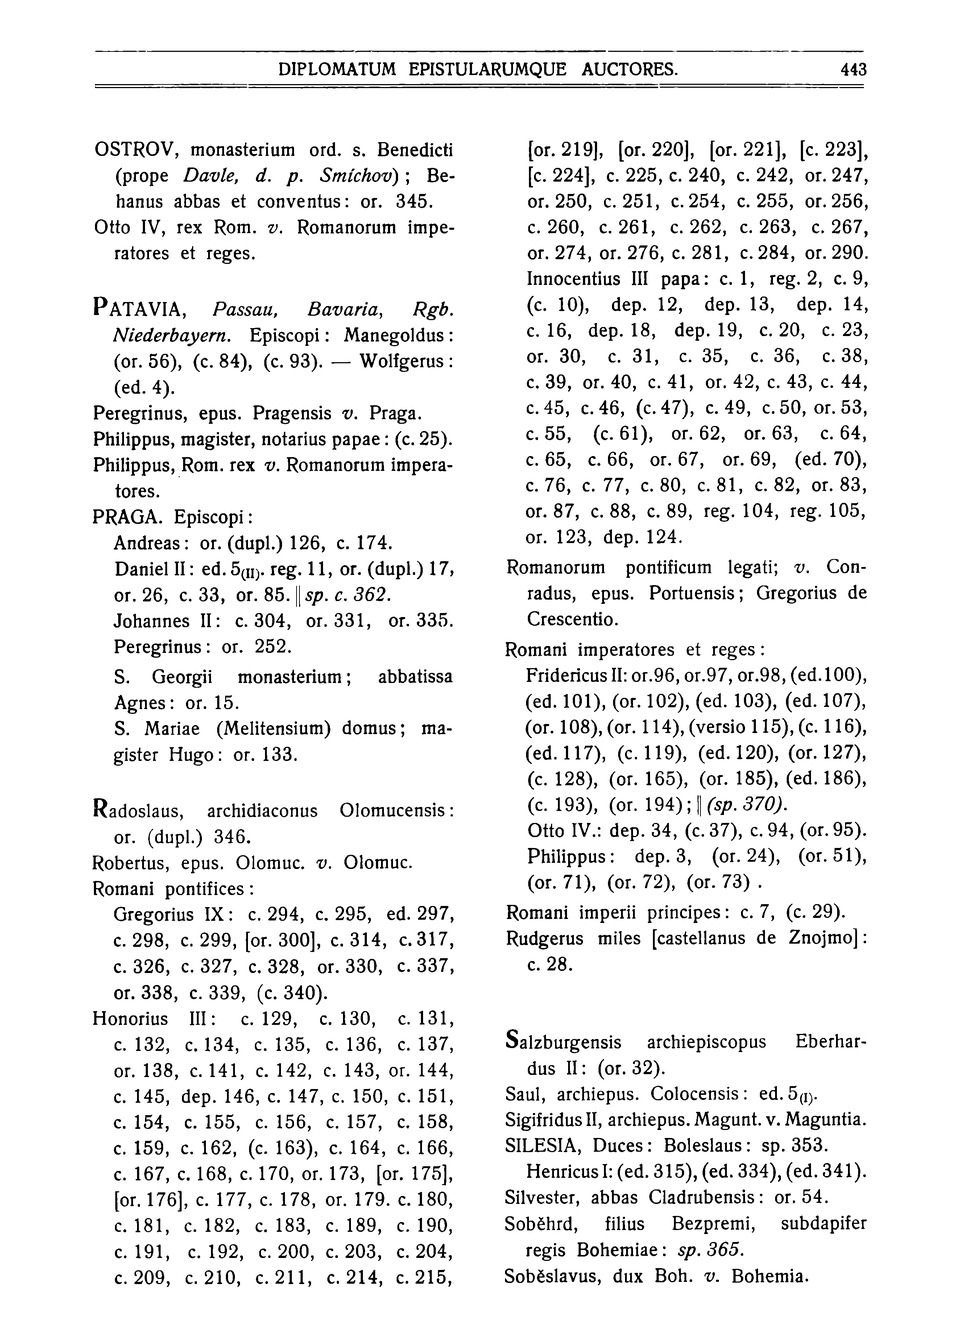 DIPLOMATUM EPISTULARUMQUE AUCTORES. 443
OSTROV, monasterium ord. s. Benedicti
(prope Davle, d. p. Smíchov) ; Be-
hanus abbas et conventus: or. 345.
Otto IV, rex Rom. v. Romanorum impe-
ratores et reges.
PATAVIA, Passau, Bavaria, Rgb.
Niederbayern. Episcopi: Manegoldus:
(or. 56), (c. 84), (c. 93). — Wolfgerus:
(ed. 4).
Peregrinus, epus. Pragensis v. Praga.
Philippus, magister, notarius papae: (c. 25).
Philippus, Rom. rex v. Romanorum impera-
tores.
PRAGA. Episcopi:
Andreas: or. (dupl.) 126, c. 174.
Daniel II: ed. 5(II). reg. 11, or. (dupl.) 17,
or. 26, c. 33, or. 85. || sp. c. 362.
Johannes II: c. 304, or. 331, or. 335.
Peregrinus: or. 252.
S. Georgii monasterium; abbatissa
Agnes: or. 15.
S. Mariae (Melitensium) domus; ma-
gister Hugo: or. 133.
Radoslaus, archidiaconus Olomucensis:
or. (dupl.) 346.
Robertus, epus. Olomuc. v. Olomuc.
Romani pontifices:
Gregorius IX: c. 294, c. 295, ed. 297,
c. 298, c. 299, [or. 300], c. 314, c. 317,
c. 326, c. 327, c. 328, or. 330, c. 337,
or. 338, c. 339, (c. 340).
Honorius III: c. 129, c. 130, c. 131,
c. 132, c. 134, c. 135, c. 136, c. 137,
or. 138, c. 141, c. 142, c. 143, or. 144,
c. 145, dep. 146, c. 147, c. 150, c. 151,
c. 154, c. 155, c. 156, c. 157, c. 158,
c. 159, c. 162, (c. 163), c. 164, c. 166,
c. 167, c. 168, c. 170, or. 173, [or. 175],
[or. 176], c. 177, c. 178, or. 179. c. 180,
c. 181, c. 182, c. 183, c. 189, c. 190,
c. 191, c. 192, c. 200, c. 203, c. 204,
c. 209, c. 210, c. 211, c. 214, c. 215,
[or. 219], [or. 220], [or. 221], [c. 223],
[c. 224], c. 225, c. 240, c. 242, or. 247,
or. 250, c. 251, c. 254, c. 255, or. 256,
c. 260, c. 261, c. 262, c. 263, c. 267,
or. 274, or. 276, c. 281, c. 284, or. 290.
Innocentius III papa: c. 1, reg. 2, c. 9,
(c. 10), dep. 12, dep. 13, dep. 14,
c. 16, dep. 18, dep. 19, c. 20, c. 23,
or. 30, c. 31, c. 35, c. 36, c. 38,
c. 39, or. 40, c. 41, or. 42, c. 43, c. 44,
c. 45, c. 46, (c. 47), c. 49, c. 50, or. 53,
c. 55, (c. 61), or. 62, or. 63, c. 64,
c. 65, c. 66, or. 67, or. 69, (ed. 70),
c. 76, c. 77, c. 80, c. 81, c. 82, or. 83,
or. 87, c. 88, c. 89, reg. 104, reg. 105,
or. 123, dep. 124.
Romanorum pontificum legati; v. Con-
radus, epus. Portuensis; Gregorius de
Crescentio.
Romani imperatores et reges:
Fridericus II: or. 96, or. 97, or. 98, (ed. 100),
(ed. 101), (or. 102), (ed. 103), (ed. 107),
(or. 108), (or. 114), (versio 115), (c. 116),
(ed. 117), (c. 119), (ed. 120), (or. 127),
(c. 128), (or. 165), (or. 185), (ed. 186),
(c. 193), (or. 194); || (sp. 370).
Otto IV.: dep. 34, (c. 37), c. 94, (or. 95).
Philippus: dep. 3, (or. 24), (or. 51),
(or. 71), (or. 72), (or. 73) .
Romani imperii principes: c. 7, (c. 29).
Rudgerus miles [castellanus de Znojmo]:
c. 28.
Salzburgensis archiepiscopus Eberhar-
dus II: (or. 32).
Saul, archiepus. Colocensis: ed. 5(I).
Sigifridus II, archiepus. Magunt. v. Maguntia.
SILESIA, Duces: Boleslaus: sp. 353.
Henricus I: (ed. 315), (ed. 334), (ed. 341).
Silvester, abbas Cladrubensis: or. 54.
Soběhrd, filius Bezpremi, subdapifer
regis Bohemiae: sp. 365.
Soběslavus, dux Boh. v. Bohemia.